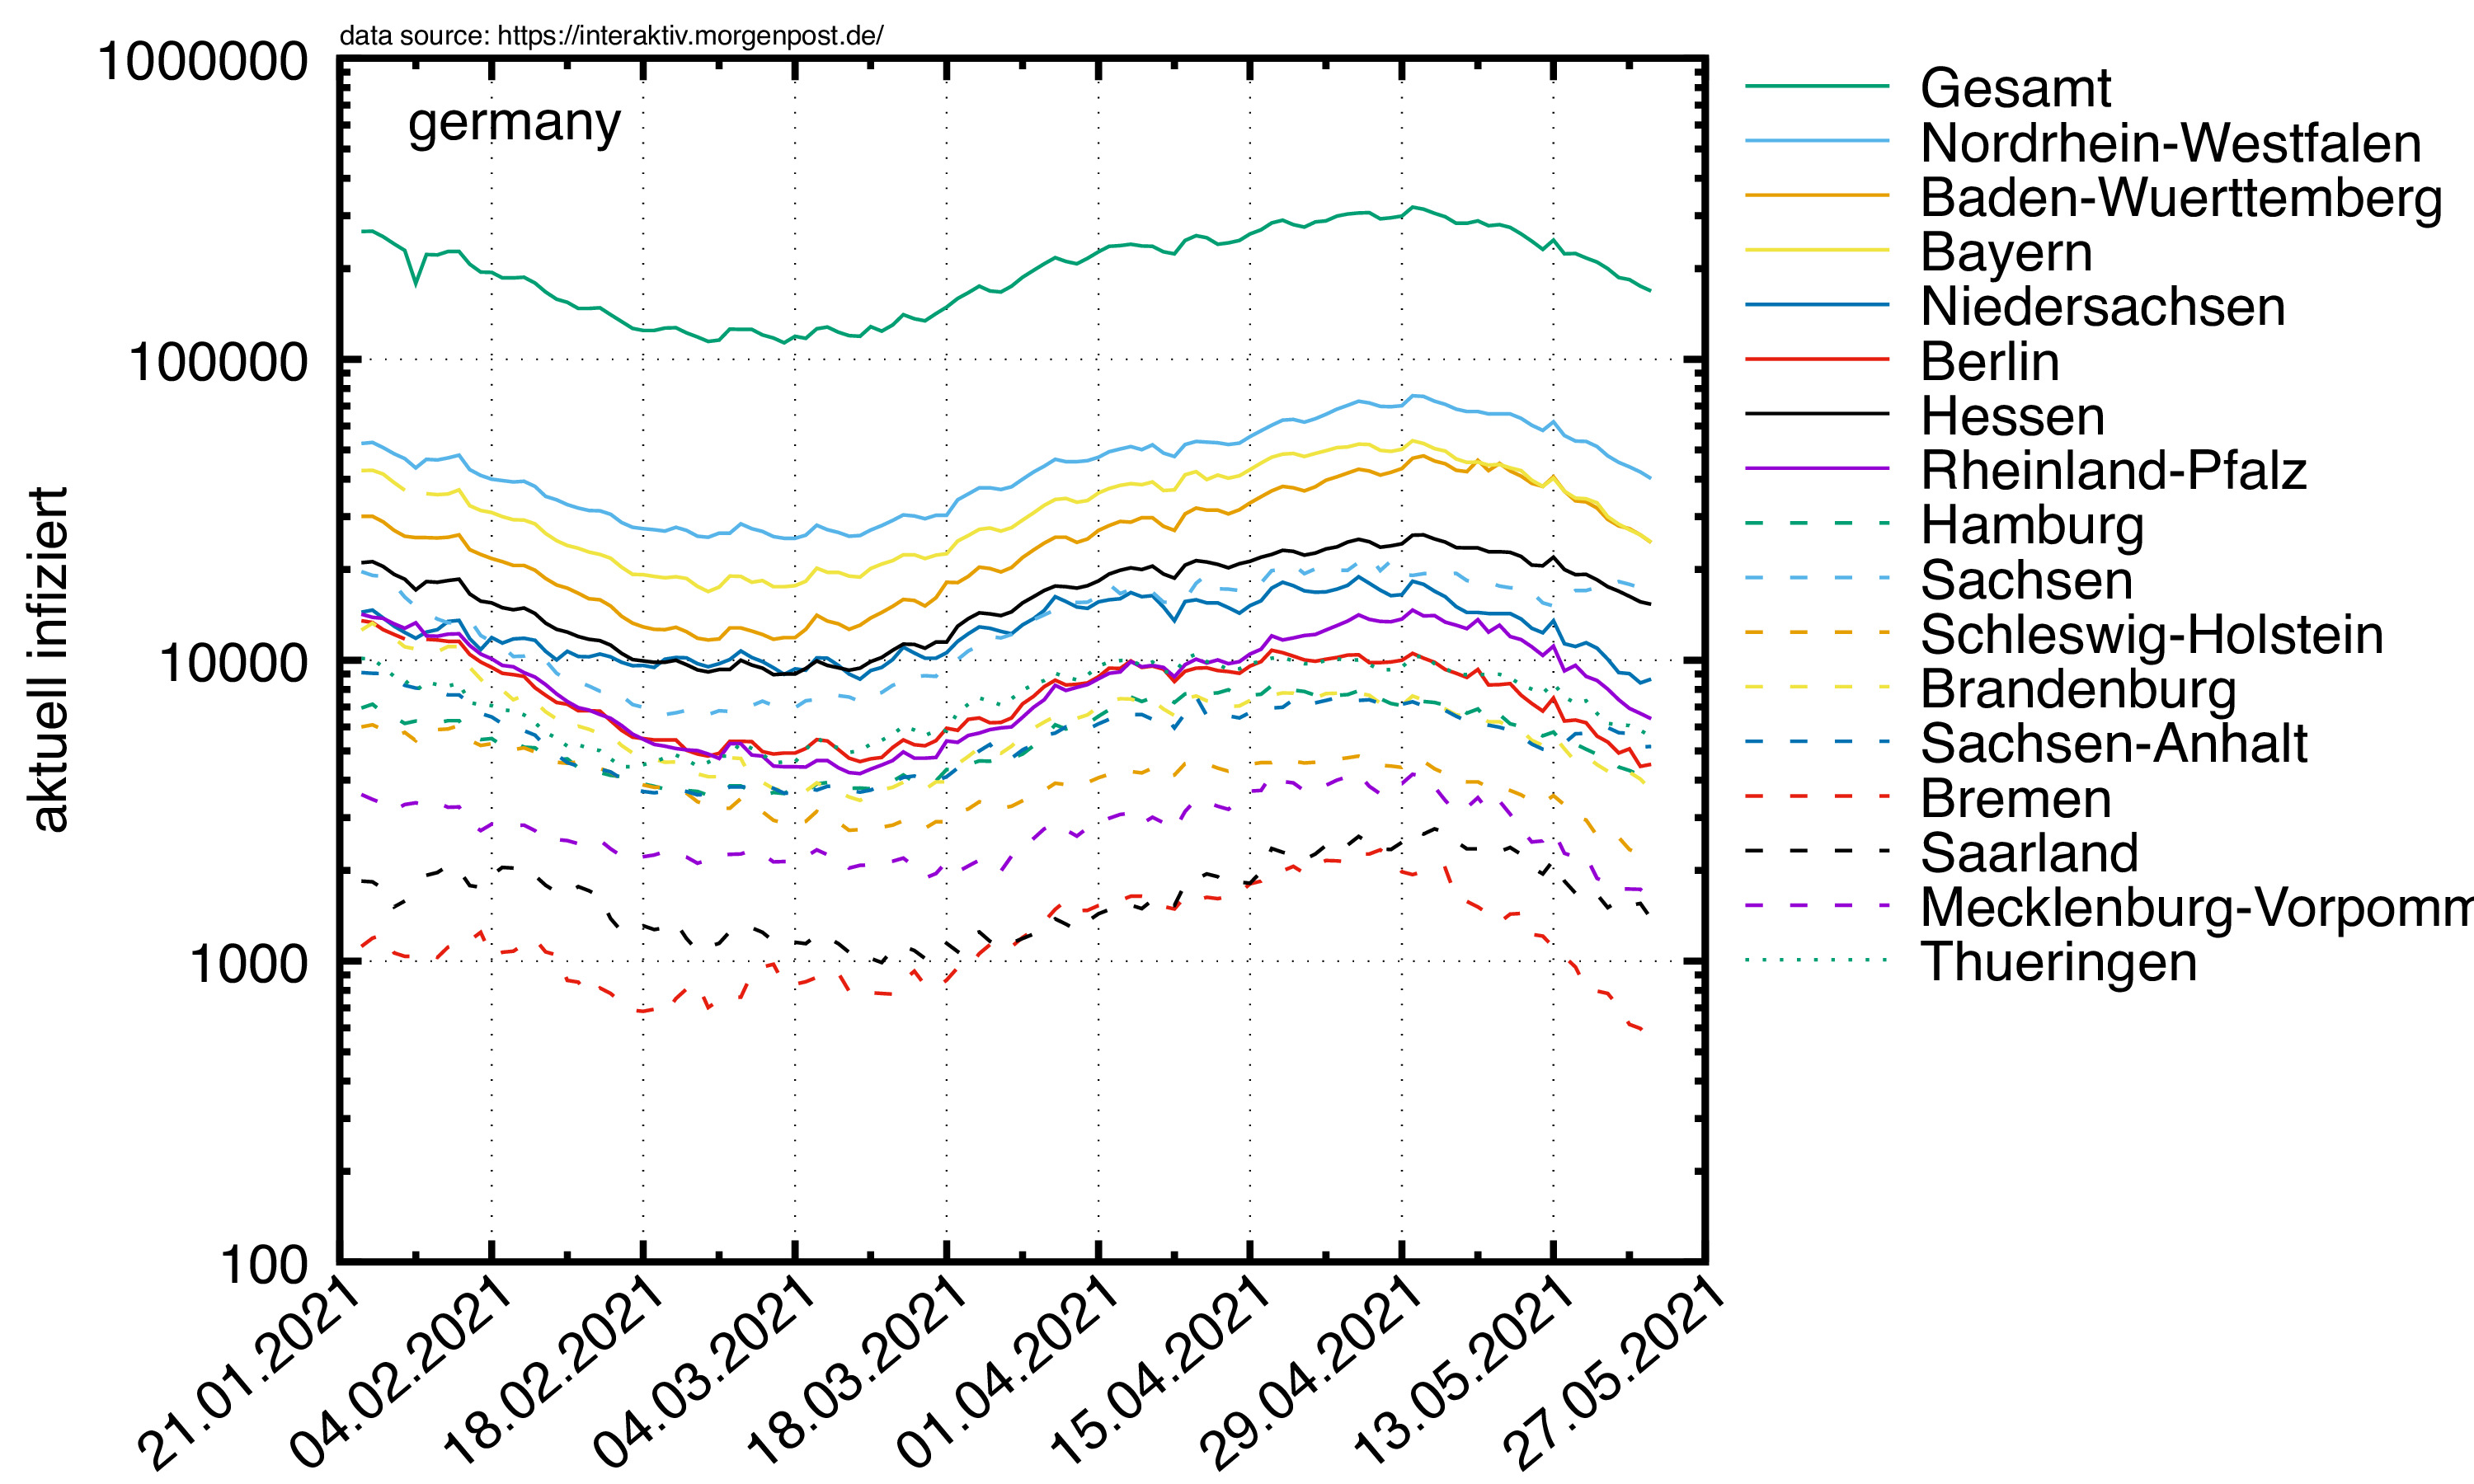 data source: https://interaktiv.morgenpost.de/
germany
aktuell infiziert
1000000
100000
10000
1000
100
21.01.2021
04.02.2021
18.02.2021
04.03.2021
18.03.2021
01.04.2021
15.04.2021
29.04.2021
13.05.2021
27.05.2021
Gesamt
Nordrhein-Westfalen
Baden-Wuerttemberg
Bayern
Niedersachsen
Berlin
Hessen
Rheinland-Pfalz
Hamburg
Sachsen
Schleswig-Holstein
Brandenburg
Sachsen-Anhalt
Bremen
Saarland
Mecklenburg-Vorpomm
Thueringen